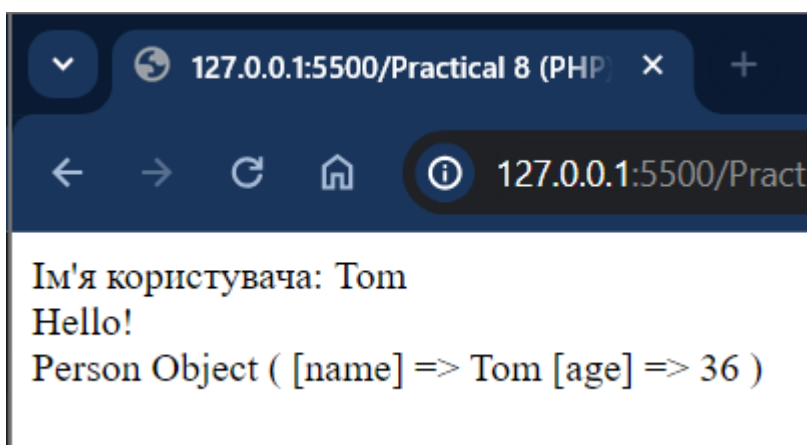 127.0.0.1:5500/Practical 8 (PHP)
127.0.0.1:5500/Pract
Ім'я користувача: Tom
Hello!
Person Object ( [name] => Tom [age] => 36 )